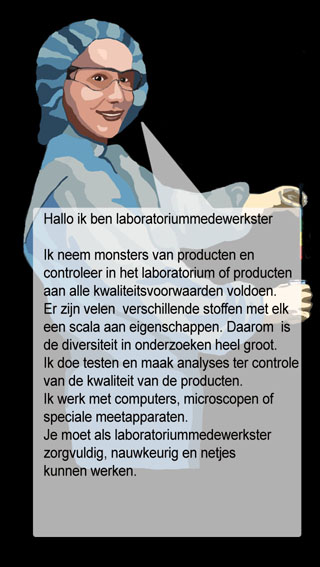 Hallo ik ben laboratoriummedewerkster
Ik neem monsters van producten en
controleer in het laboratorium of producten
aan alle kwaliteitsvoorwaarden voldoen.
Er zijn velen  verschillende stoffen met elk
een scala aan eigenschappen. Daarom  is
de diversiteit in onderzoeken heel groot.
Ik doe testen en maak analyses ter controle
van de kwaliteit van de producten.
Ik werk met computers, microscopen of
speciale meetapparaten.
Je moet als laboratoriummedewerkster
zorgvuldig, nauwkeurig en netjes
kunnen werken.